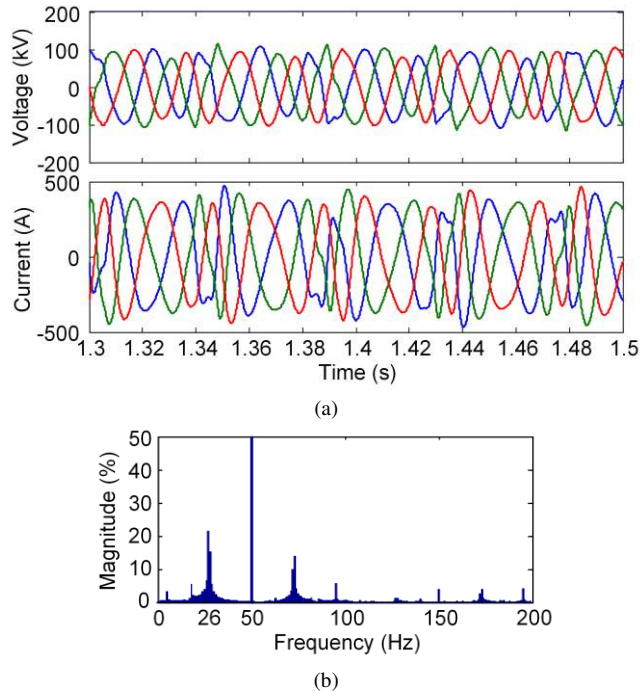 200
100
0
-100
-200
Voltage (kV)
500
0
-500
Current (A)
1.3 1.32 1.34 1.36 1.38 1.4 1.42 1.44 1.46 1.48 1.5
Time (s)
(a)
50
40
30
20
10
0
Magnitude (%)
0 26 50 100 150 200
Frequency (Hz)
(b)